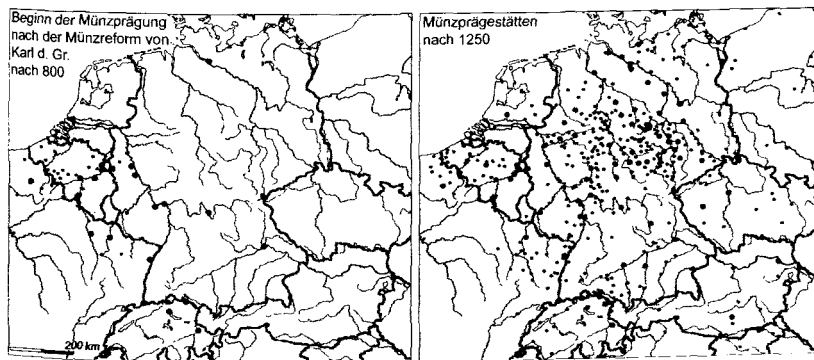 Beginn der Münzprägung
nach der Münzreform von
Karl d. Gr.
nach 800
200 km
Münzprägestätten
nach 1250